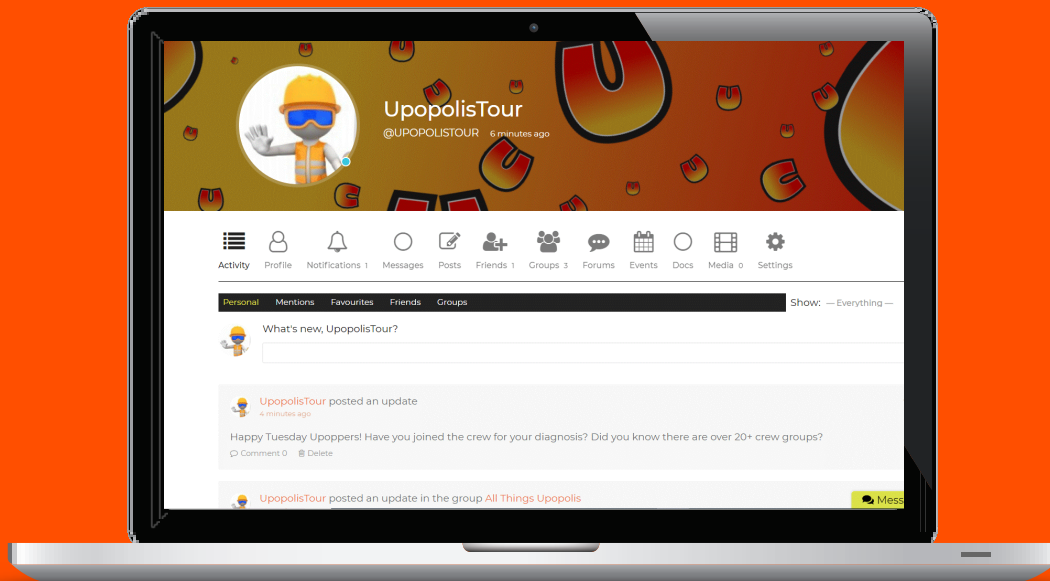 UpopolisTour
@UPOPOLISTOUR 6 minutes ago
Activity Profile Notifications 1 Messages Posts Friends 1 Groups 3 Forums Events Docs Media 0 Settings
Personal Mentions Favourites Friends Groups Show: — Everything —
What's new, UpopolisTour?
UpopolisTour posted an update
4 minutes ago
Happy Tuesday Upoppers! Have you joined the crew for your diagnosis? Did you know there are over 20+ crew groups?
Comment 0 Delete
UpopolisTour posted an update in the group All Things Upopolis
Mess